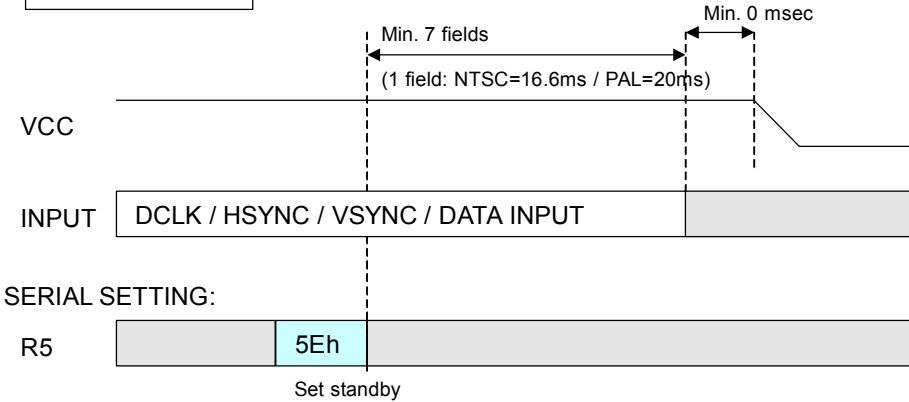 Min. 0 msec
Min. 7 fields
(1 field: NTSC=16.6ms / PAL=20ms)
VCC
INPUT DCLK / HSYNC / VSYNC / DATA INPUT
SERIAL SETTING:
R5 5Eh
Set standby